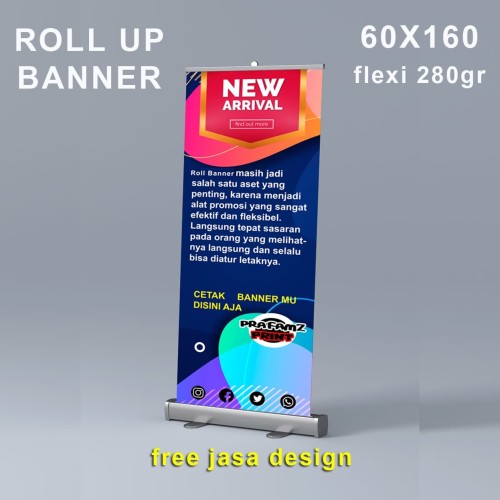 ROLL UP
BANNER
60X160
flexi 280gr
NEW
ARRIVAL
find out more
Roll Banner masih jadi
salah satu aset yang
penting, karena menjadi
alat promosi yang sangat
efektif dan fleksibel.
Langsung tepat sasaran
pada orang yang melihat-
nya langsung dan selalu
bisa diatur letaknya.
CETAK BANNER MU
DISINI AJA
PRAFAMZ
PRINT
free jasa design